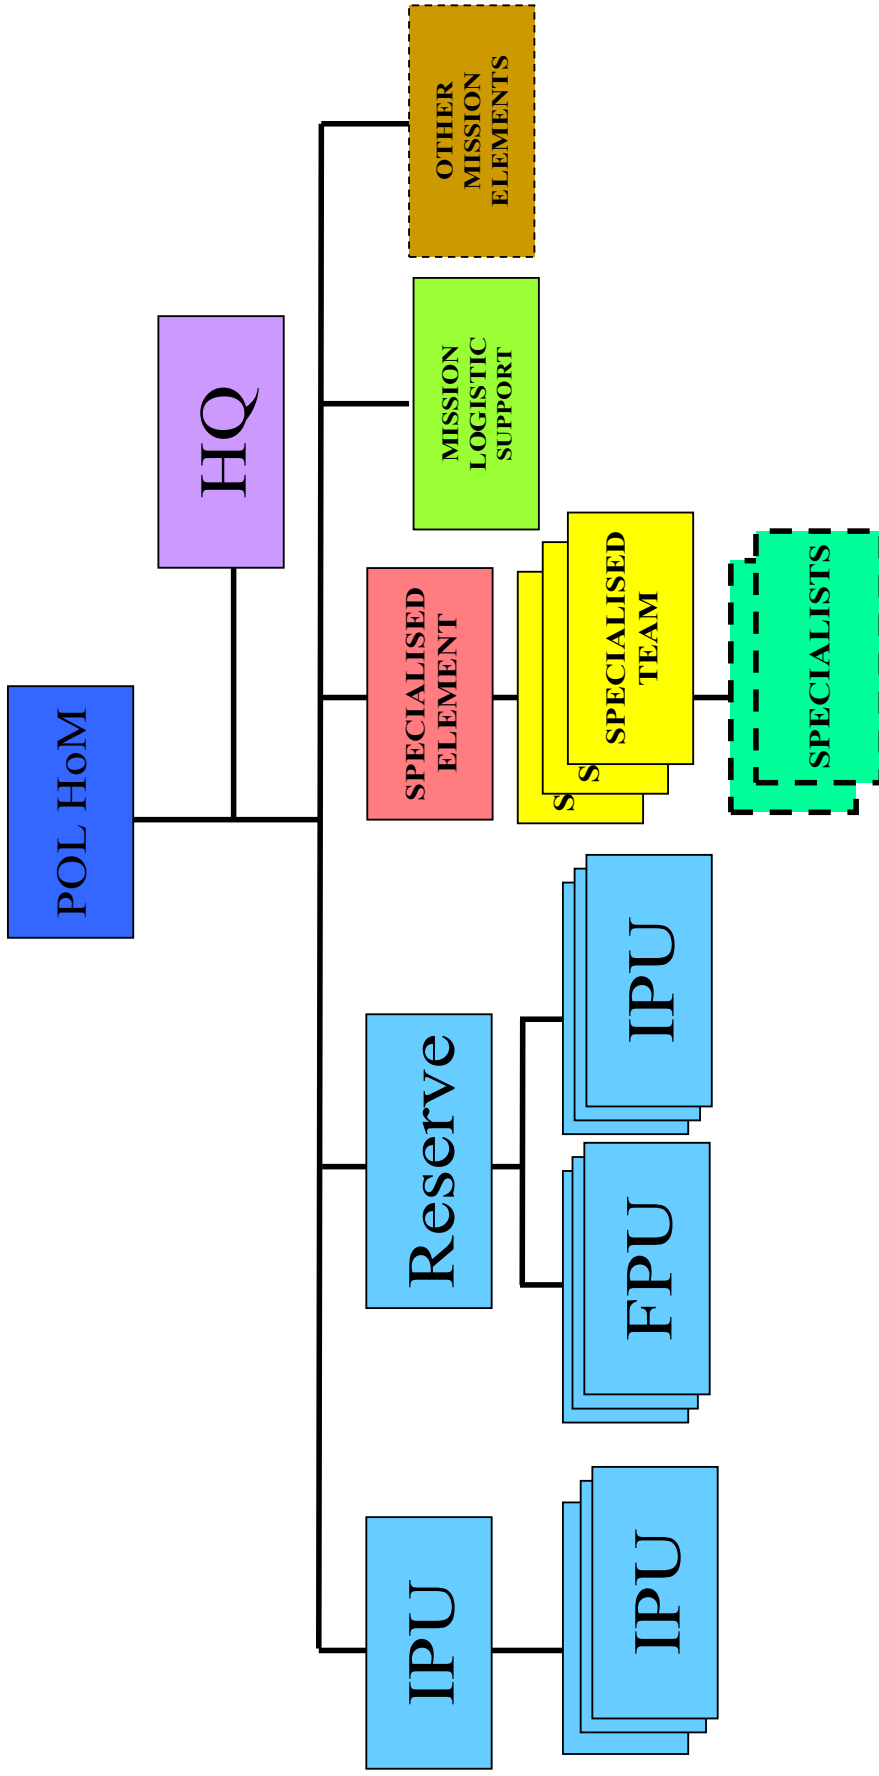 POL HoM
HQ
IPU
Reserve
SPECIALISED
ELEMENT
MISSION
LOGISTIC
SUPPORT
OTHER
MISSION
ELEMENTS
IPU
FPU
IPU
S
S
SPECIALISED
TEAM
SPECIALISTS